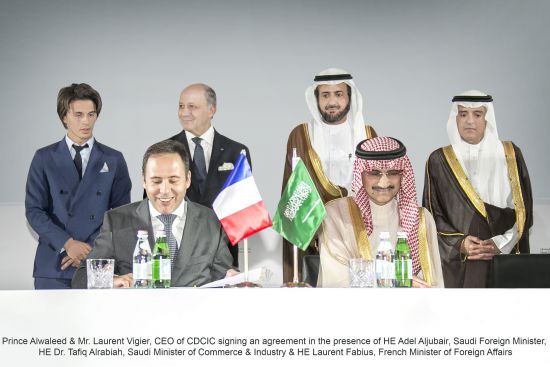 Prince Alwaleed & Mr. Laurent Vigier, CEO of CDCIC signing an agreement in the presence of HE Adel Aljubair, Saudi Foreign Minister,
HE Dr. Tafiq Alrabiah, Saudi Minister of Commerce & Industry & HE Laurent Fabius, French Minister of Foreign Affairs